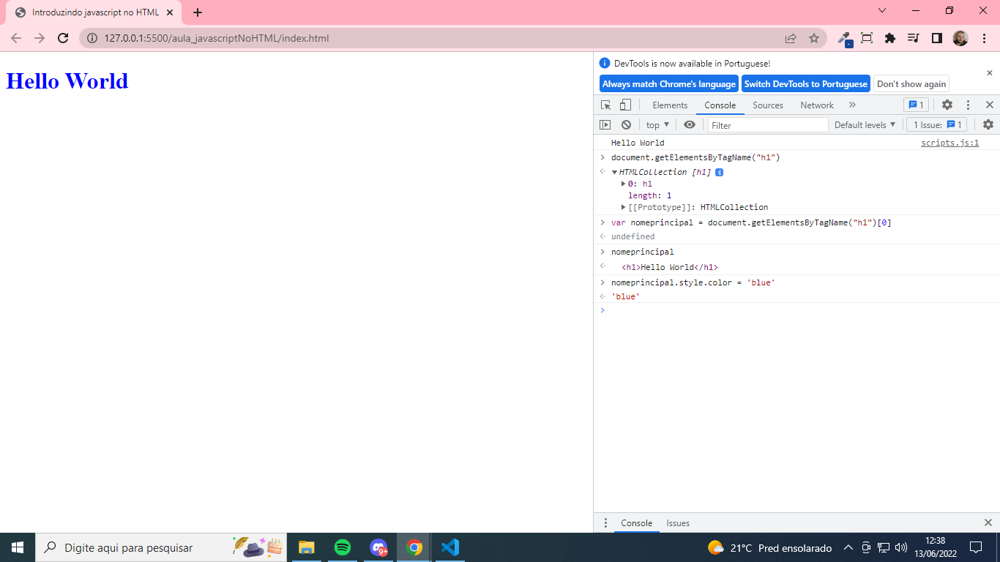 Introduzindo javascript no HTML
127.0.0.1:5500/aula_javascriptNoHTML/index.html
Hello World
DevTools is now available in Portuguese!
Always match Chrome's language Switch DevTools to Portuguese Don't show again
Elements Console Sources Network 1
top Filter Default levels 1 Issue: 1
Hello World scripts.js:1
document.getElementsByTagName("h1")
HTMLCollection [h1] i
0: h1
length: 1
[[Prototype]]: HTMLCollection
var nomeprincipal = document.getElementsByTagName("h1")[0]
undefined
nomeprincipal
<h1>Hello World</h1>
nomeprincipal.style.color = 'blue'
'blue'
Console Issues
Digite aqui para pesquisar 9+ 21°C Pred ensolarado 12:38
13/06/2022